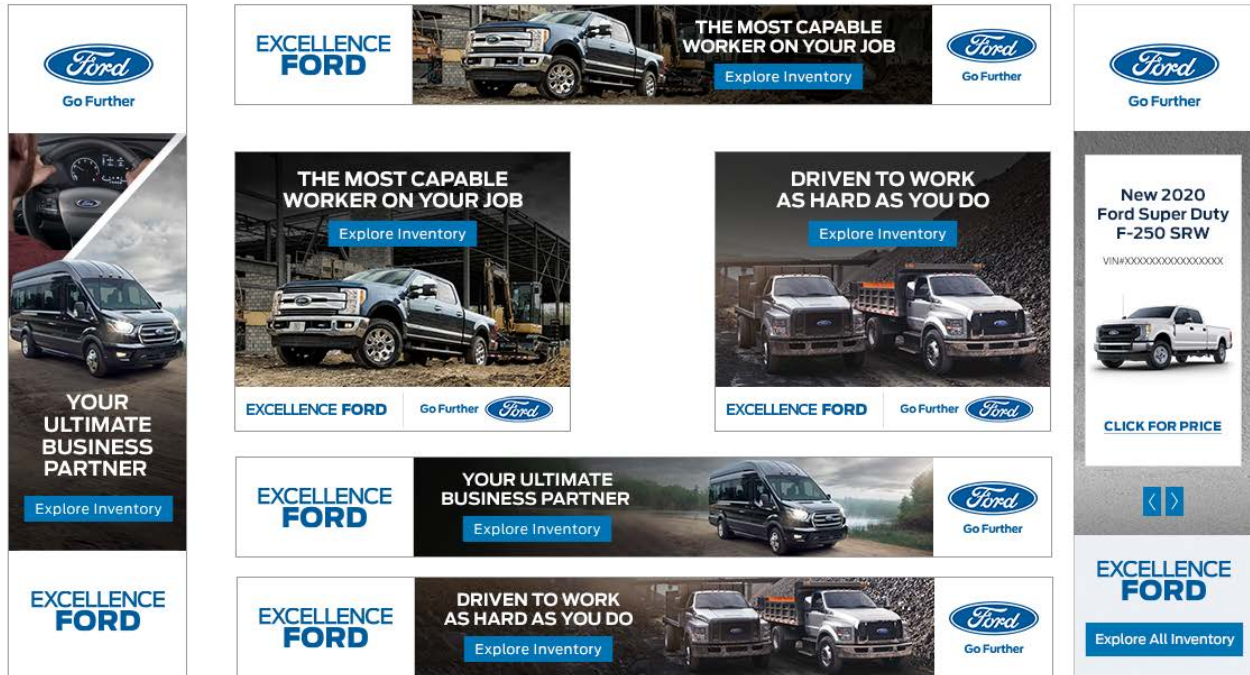 Ford
Go Further
YOUR
ULTIMATE
BUSINESS
PARTNER
Explore Inventory
EXCELLENCE
FORD
EXCELLENCE
FORD
THE MOST CAPABLE
WORKER ON YOUR JOB
Explore Inventory
Ford
Go Further
THE MOST CAPABLE
WORKER ON YOUR JOB
Explore Inventory
EXCELLENCE FORD
Go Further Ford
DRIVEN TO WORK
AS HARD AS YOU DO
Explore Inventory
EXCELLENCE FORD
Go Further Ford
EXCELLENCE
FORD
YOUR ULTIMATE
BUSINESS PARTNER
Explore Inventory
Ford
Go Further
EXCELLENCE
FORD
DRIVEN TO WORK
AS HARD AS YOU DO
Explore Inventory
Ford
Go Further
Ford
Go Further
New 2020
Ford Super Duty
F-250 SRW
VIN#XXXXXXXXXXXXXXXXX
CLICK FOR PRICE
EXCELLENCE
FORD
Explore All Inventory